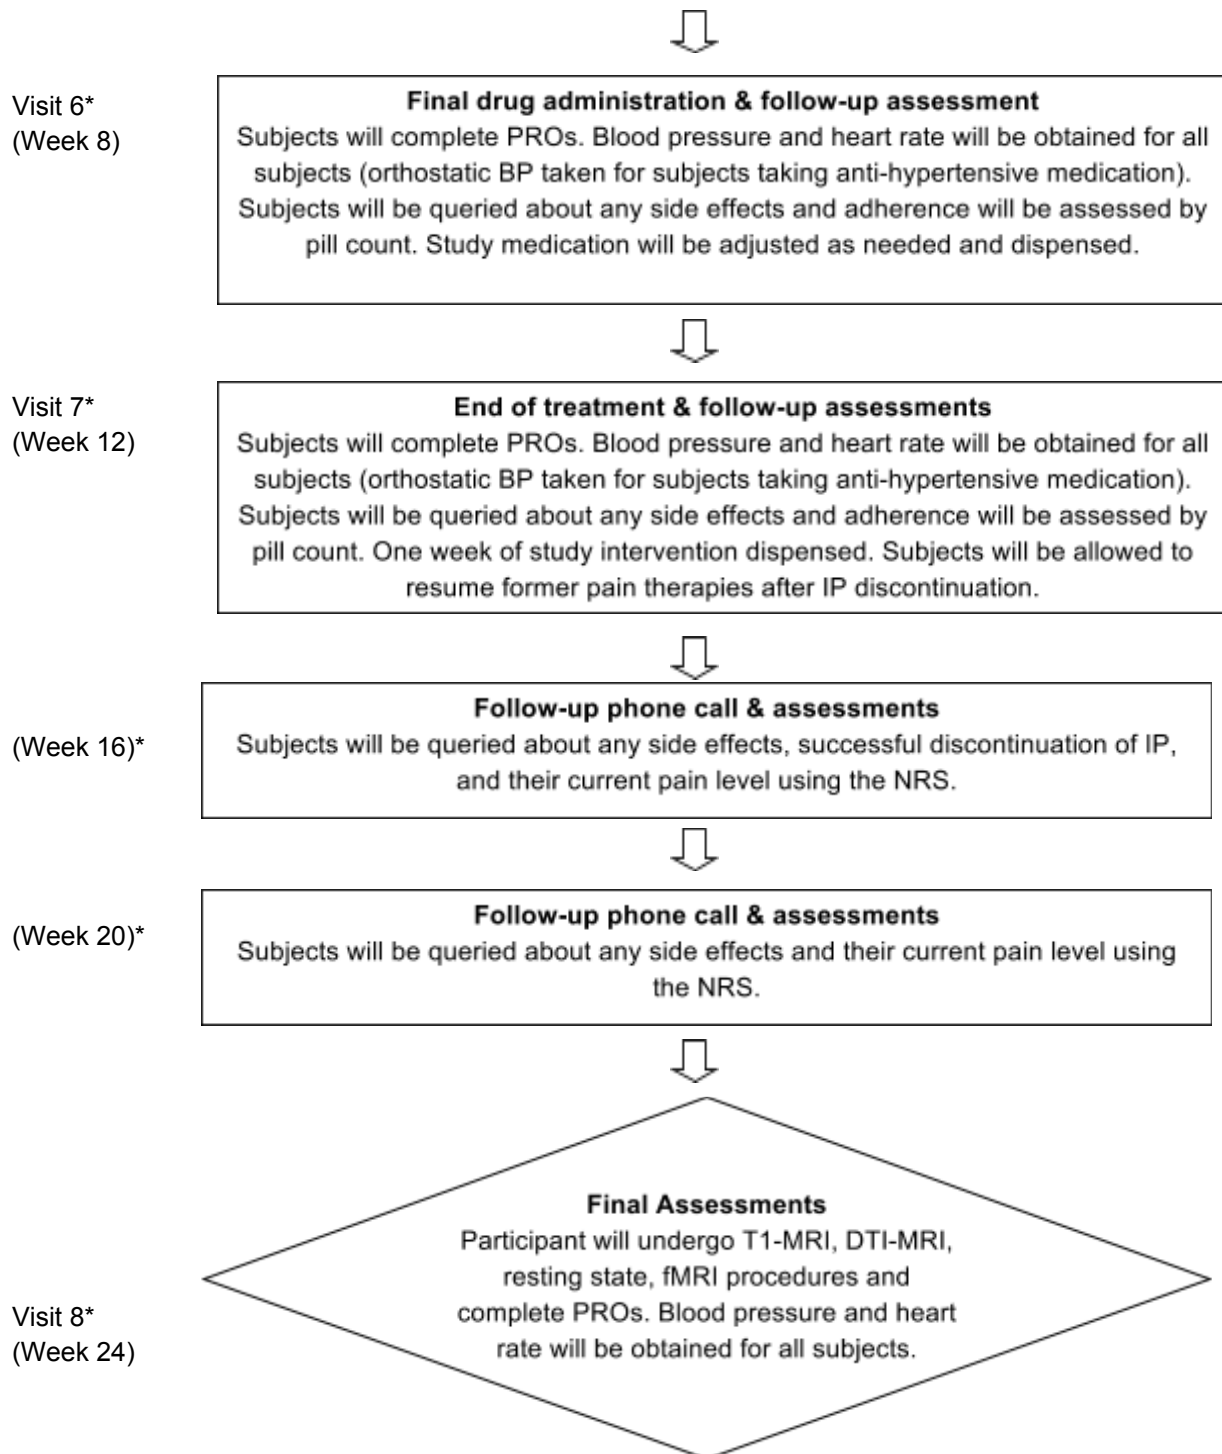 Visit 6*
(Week 8)
Final drug administration & follow-up assessment
Subjects will complete PROs. Blood pressure and heart rate will be obtained for all
subjects (orthostatic BP taken for subjects taking anti-hypertensive medication).
Subjects will be queried about any side effects and adherence will be assessed by
pill count. Study medication will be adjusted as needed and dispensed.
Visit 7*
(Week 12)
End of treatment & follow-up assessments
Subjects will complete PROs. Blood pressure and heart rate will be obtained for all
subjects (orthostatic BP taken for subjects taking anti-hypertensive medication).
Subjects will be queried about any side effects and adherence will be assessed by
pill count. One week of study intervention dispensed. Subjects will be allowed to
resume former pain therapies after IP discontinuation.
(Week 16)*
Follow-up phone call & assessments
Subjects will be queried about any side effects, successful discontinuation of IP,
and their current pain level using the NRS.
(Week 20)*
Follow-up phone call & assessments
Subjects will be queried about any side effects and their current pain level using
the NRS.
Visit 8*
(Week 24)
Final Assessments
Participant will undergo T1-MRI, DTI-MRI,
resting state, fMRI procedures and
complete PROs. Blood pressure and heart
rate will be obtained for all subjects.